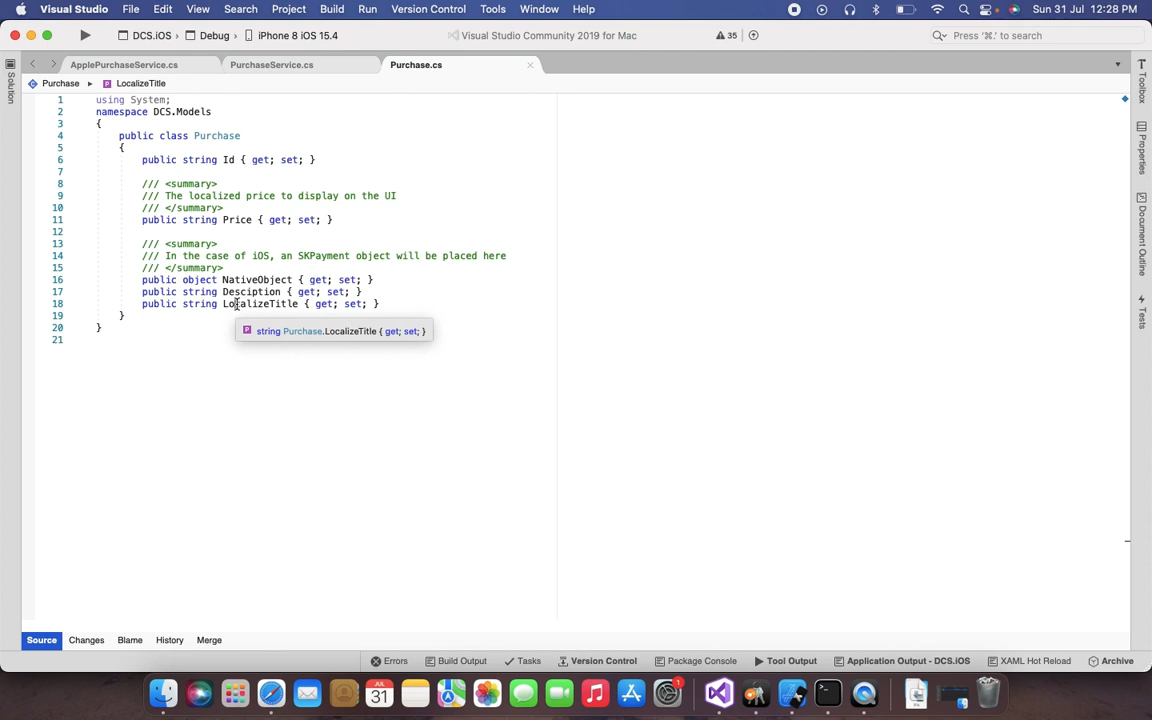 Visual Studio File Edit View Search Project Build Run Version Control Tools Window Help Sun 31 Jul 12:28 PM
DCS.iOS › Debug › iPhone 8 iOS 15.4 Visual Studio Community 2019 for Mac 35 Press '⌘.' to search
ApplePurchaseService.cs PurchaseService.cs Purchase.cs
Purchase LocalizeTitle
1 using System;
2 namespace DCS.Models
3 {
4 public class Purchase
5 {
6 public string Id { get; set; }
7
8 /// <summary>
9 /// The localized price to display on the UI
10 /// </summary>
11 public string Price { get; set; }
12
13 /// <summary>
14 /// In the case of iOS, an SKPayment object will be placed here
15 /// </summary>
16 public object NativeObject { get; set; }
17 public string Desciption { get; set; }
18 public string LocalizeTitle { get; set; }
19 }
20 }
21
string Purchase.LocalizeTitle { get; set; }
Solution
Toolbox
Properties
Document Outline
Tests
Source Changes Blame History Merge
Errors Build Output Tasks Version Control Package Console Tool Output Application Output - DCS.iOS XAML Hot Reload Archive
JUL
31
1